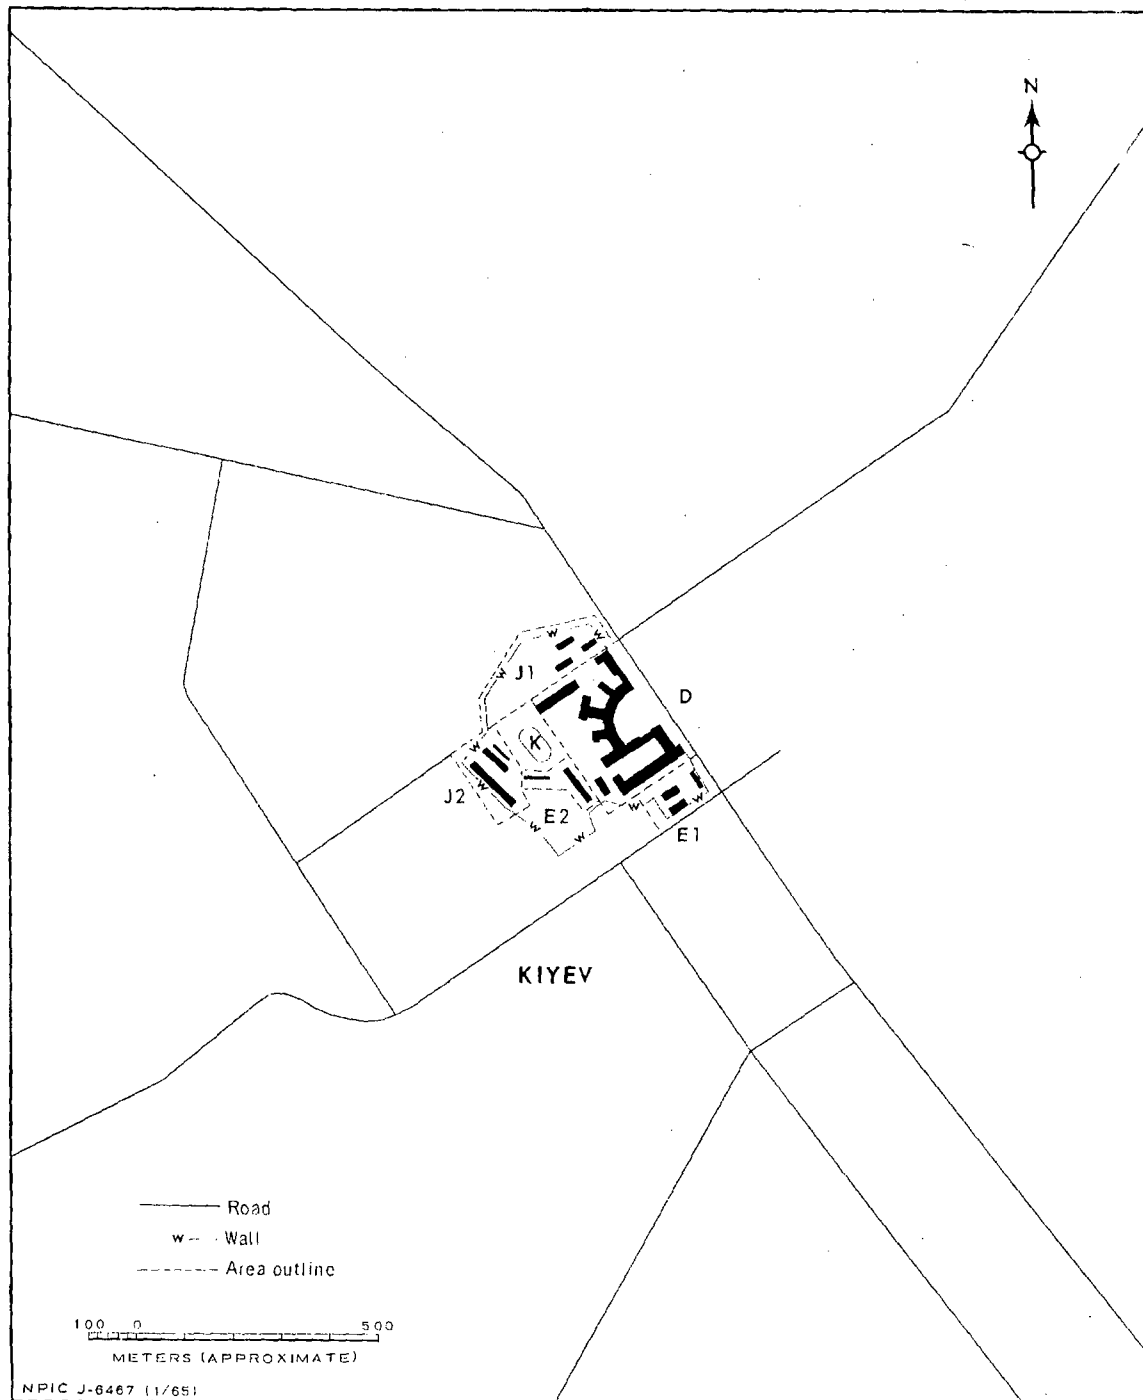 N
W
W
J1
W
D
K
W
J2
W
E2
W
W
W
W
E1
KIYEV
Road
W Wall
Area outline
100 0 500
METERS (APPROXIMATE)
NPIC J-6467 (1/65)